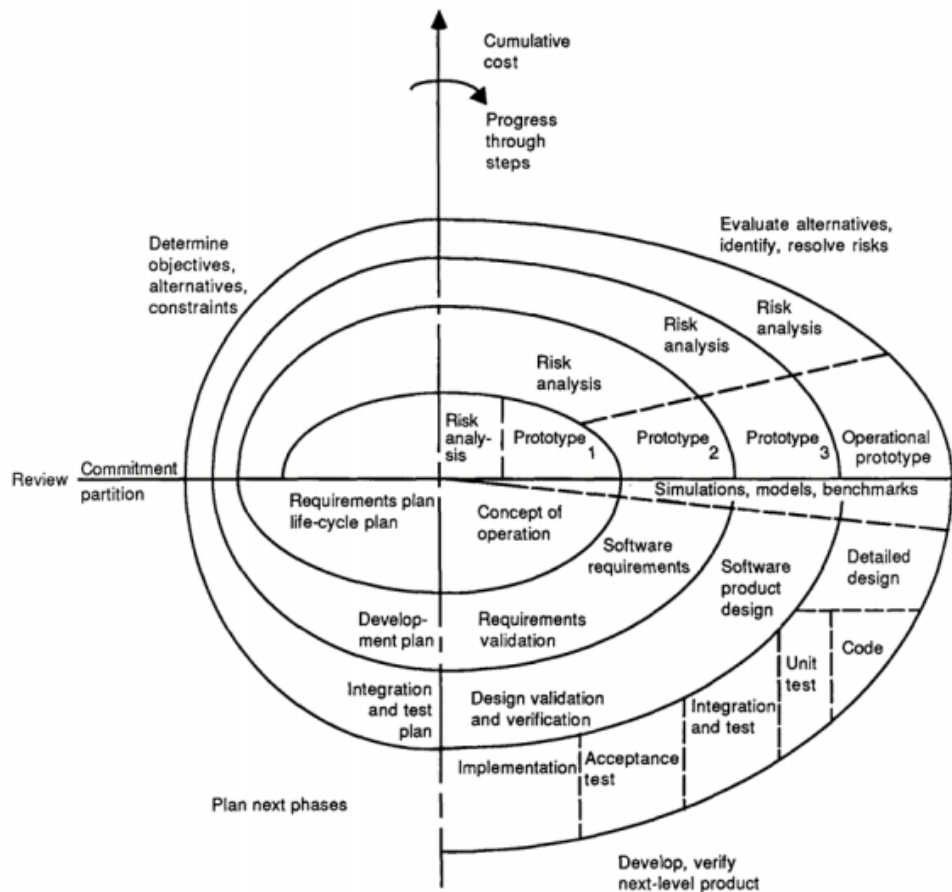 Cumulative
cost
Progress
through
steps
Evaluate alternatives,
identify, resolve risks
Determine
objectives,
alternatives,
constraints
Risk
analysis
Risk
analysis
Risk
analysis
Risk
analy-
sis
Prototype
1
Prototype
2
Prototype
3
Operational
prototype
Review
Commitment
partition
Simulations, models, benchmarks
Requirements plan
life-cycle plan
Concept of
operation
Software
requirements
Software
product
design
Detailed
design
Develop-
ment plan
Requirements
validation
Code
Unit
test
Integration
and test
plan
Design validation
and verification
Integration
and test
Acceptance
test
Implementation
Plan next phases
Develop, verify
next-level product